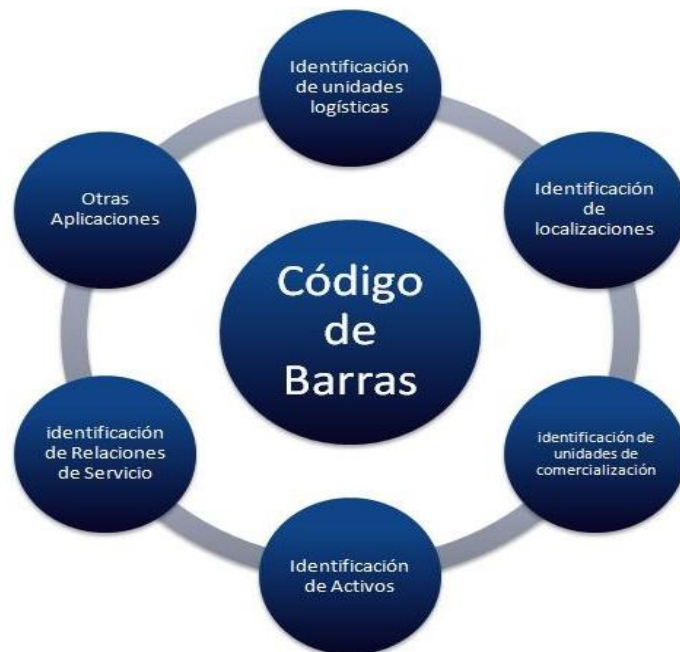 Identificación
de unidades
logísticas
Identificación
de
localizaciones
identificación de
unidades de
comercialización
Identificación
de Activos
identificación
de Relaciones
de Servicio
Otras
Aplicaciones
Código
de
Barras